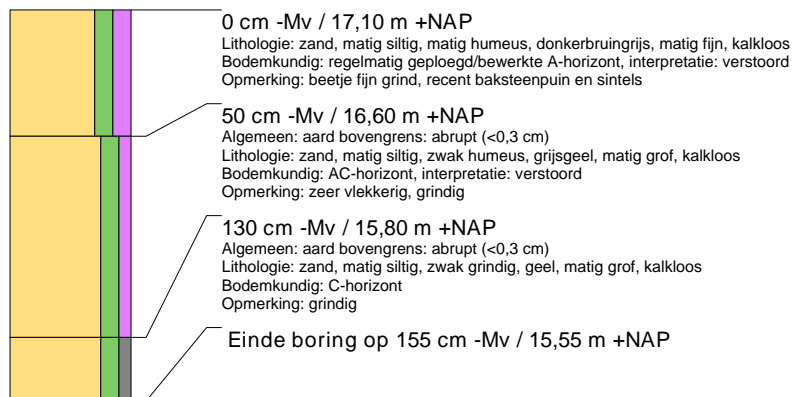 0 cm -Mv / 17,10 m +NAP
Lithologie: zand, matig siltig, matig humeus, donkerbruingrijs, matig fijn, kalkloos
Bodemkundig: regelmatig geploegd/bewerkte A-horizont, interpretatie: verstoord
Opmerking: beetje fijn grind, recent baksteenpuin en sintels
50 cm -Mv / 16,60 m +NAP
Algemeen: aard bovengrens: abrupt (<0,3 cm)
Lithologie: zand, matig siltig, zwak humeus, grijsgeel, matig grof, kalkloos
Bodemkundig: AC-horizont, interpretatie: verstoord
Opmerking: zeer vlekkerig, grindig
130 cm -Mv / 15,80 m +NAP
Algemeen: aard bovengrens: abrupt (<0,3 cm)
Lithologie: zand, matig siltig, zwak grindig, geel, matig grof, kalkloos
Bodemkundig: C-horizont
Opmerking: grindig
Einde boring op 155 cm -Mv / 15,55 m +NAP